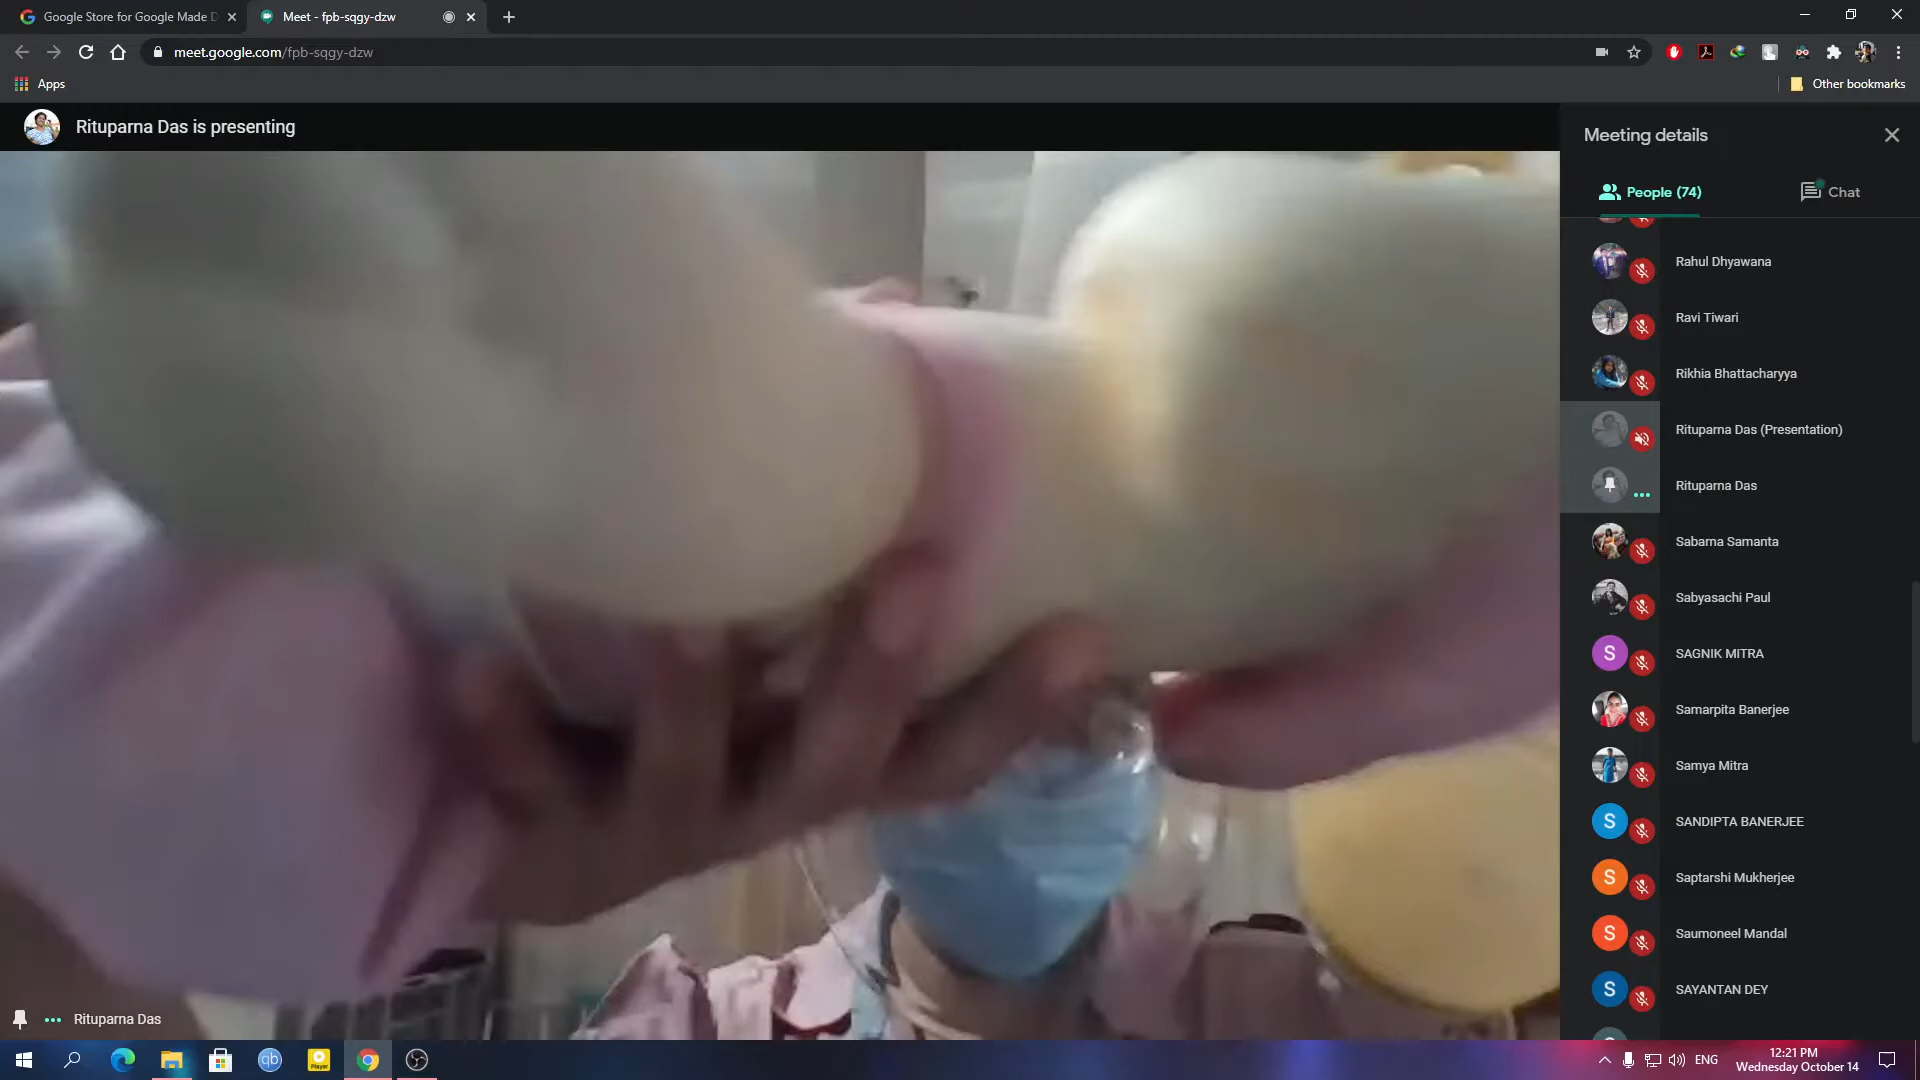 Google Store for Google Made D
Meet - fpb-sqgy-dzw
meet.google.com/fpb-sqgy-dzw
Apps
Other bookmarks
Rituparna Das is presenting
Meeting details
People (74)
Chat
Rahul Dhyawana
Ravi Tiwari
Rikhia Bhattacharyya
Rituparna Das (Presentation)
Rituparna Das
Sabarna Samanta
Sabyasachi Paul
S SAGNIK MITRA
Samarpita Banerjee
Samya Mitra
S SANDIPTA BANERJEE
S Saptarshi Mukherjee
S Saumoneel Mandal
S SAYANTAN DEY
Rituparna Das
qb
Player
ENG
12:21 PM
Wednesday October 14